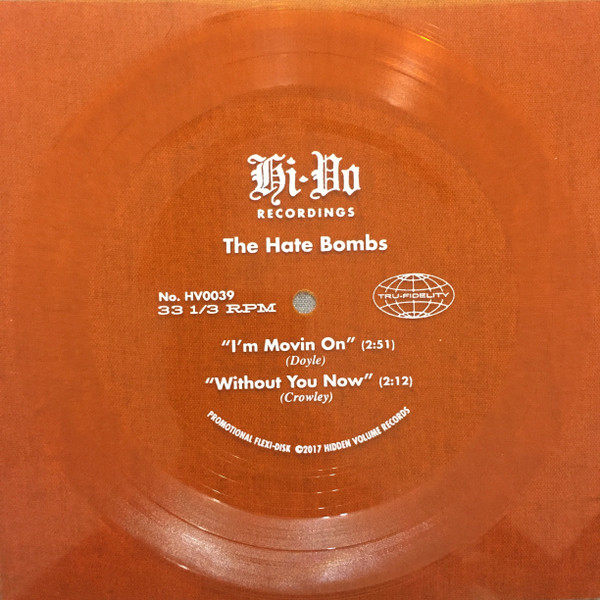 Hi-Vo
RECORDINGS
The Hate Bombs
No. HV0039
33 1/3 RPM
TRU-FIDELITY
"I'm Movin On" (2:51)
(Doyle)
"Without You Now" (2:12)
(Crowley)
PROMOTIONAL FLEXI-DISK ©2017 HIDDEN VOLUME RECORDS